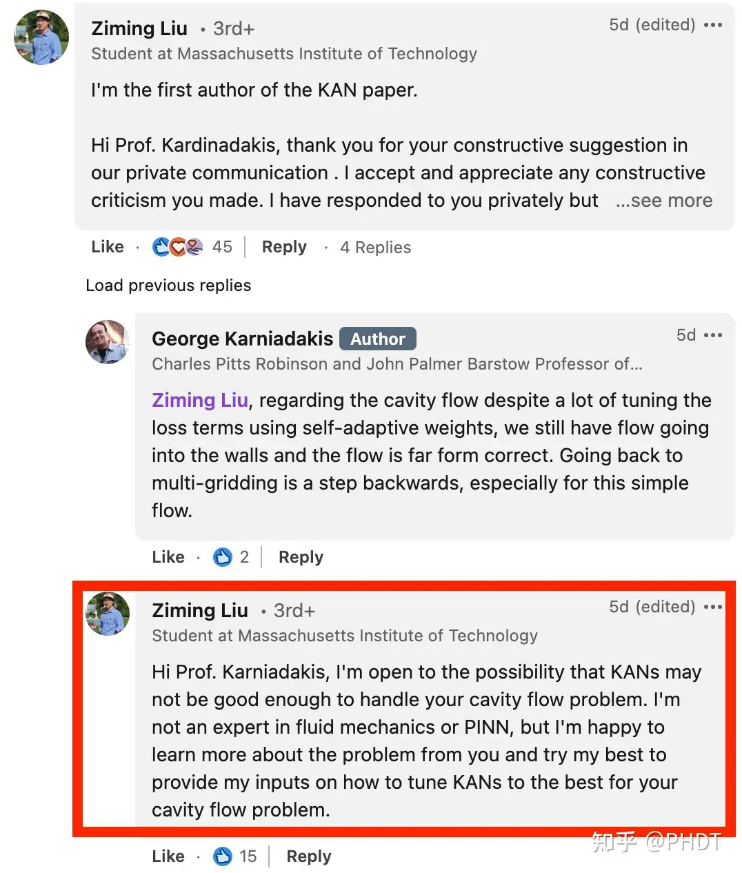 Ziming Liu • 3rd+ 5d (edited) •••
Student at Massachusetts Institute of Technology
I'm the first author of the KAN paper.
Hi Prof. Kardinadakis, thank you for your constructive suggestion in
our private communication . I accept and appreciate any constructive
criticism you made. I have responded to you privately but ...see more
Like · 45 | Reply · 4 Replies
Load previous replies
George Karniadakis Author 5d •••
Charles Pitts Robinson and John Palmer Barstow Professor of...
Ziming Liu, regarding the cavity flow despite a lot of tuning the
loss terms using self-adaptive weights, we still have flow going
into the walls and the flow is far form correct. Going back to
multi-gridding is a step backwards, especially for this simple
flow.
Like · 2 | Reply
Ziming Liu • 3rd+ 5d (edited) •••
Student at Massachusetts Institute of Technology
Hi Prof. Karniadakis, I'm open to the possibility that KANs may
not be good enough to handle your cavity flow problem. I'm
not an expert in fluid mechanics or PINN, but I'm happy to
learn more about the problem from you and try my best to
provide my inputs on how to tune KANs to the best for your
cavity flow problem.
知乎 @PHDT
Like · 15 | Reply